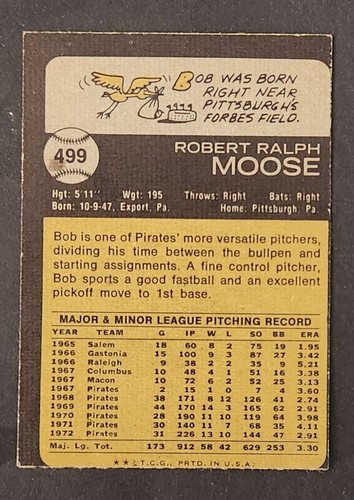 BOB WAS BORN
RIGHT NEAR
PITTSBURGH'S
FORBES FIELD.
499
ROBERT RALPH
MOOSE
Hgt: 5'11" Wgt: 195 Throws: Right Bats: Right
Born: 10-9-47, Export, Pa. Home: Pittsburgh, Pa.
Bob is one of Pirates' more versatile pitchers,
dividing his time between the bullpen and
starting assignments. A fine control pitcher,
Bob sports a good fastball and an excellent
pickoff move to 1st base.
MAJOR & MINOR LEAGUE PITCHING RECORD
YEAR TEAM G IP W L SO BB ERA
1965 Salem 18 60 8 2 75 19 1.95
1966 Gastonia 15 100 9 3 87 27 3.42
1966 Raleigh 9 38 2 2 35 9 5.21
1967 Columbus 10 48 4 1 51 16 3.38
1967 Macon 10 72 6 2 52 25 3.13
1967 Pirates 2 15 1 0 7 4 3.60
1968 Pirates 38 171 8 12 126 41 2.74
1969 Pirates 44 170 14 3 165 62 2.91
1970 Pirates 28 190 11 10 119 64 3.98
1971 Pirates 30 140 11 7 68 35 4.11
1972 Pirates 31 226 13 10 144 47 2.91
Maj. Lg. Tot. 173 912 58 42 629 253 3.30
★★©T.C.G., PRTD. IN U.S.A.